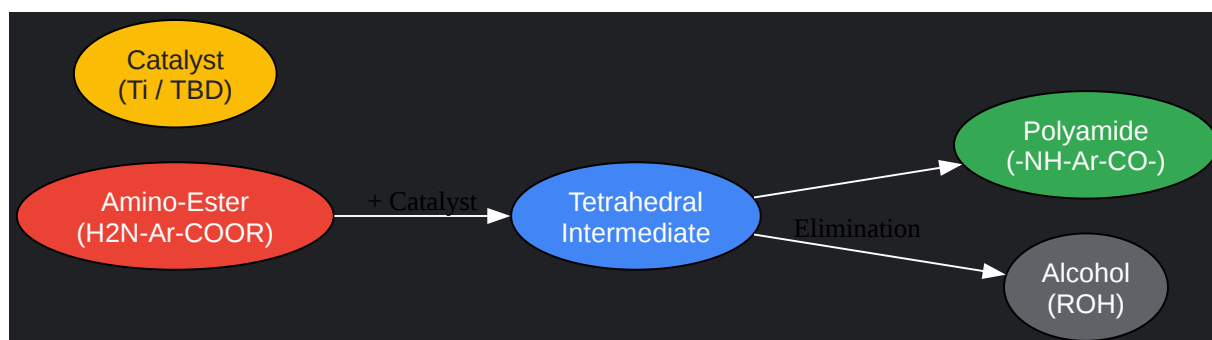 Catalyst
(Ti / TBD)
Amino-Ester
(H2N-Ar-COOR)
+ Catalyst
Tetrahedral
Intermediate
Polyamide
(-NH-Ar-CO-)
Elimination
Alcohol
(ROH)